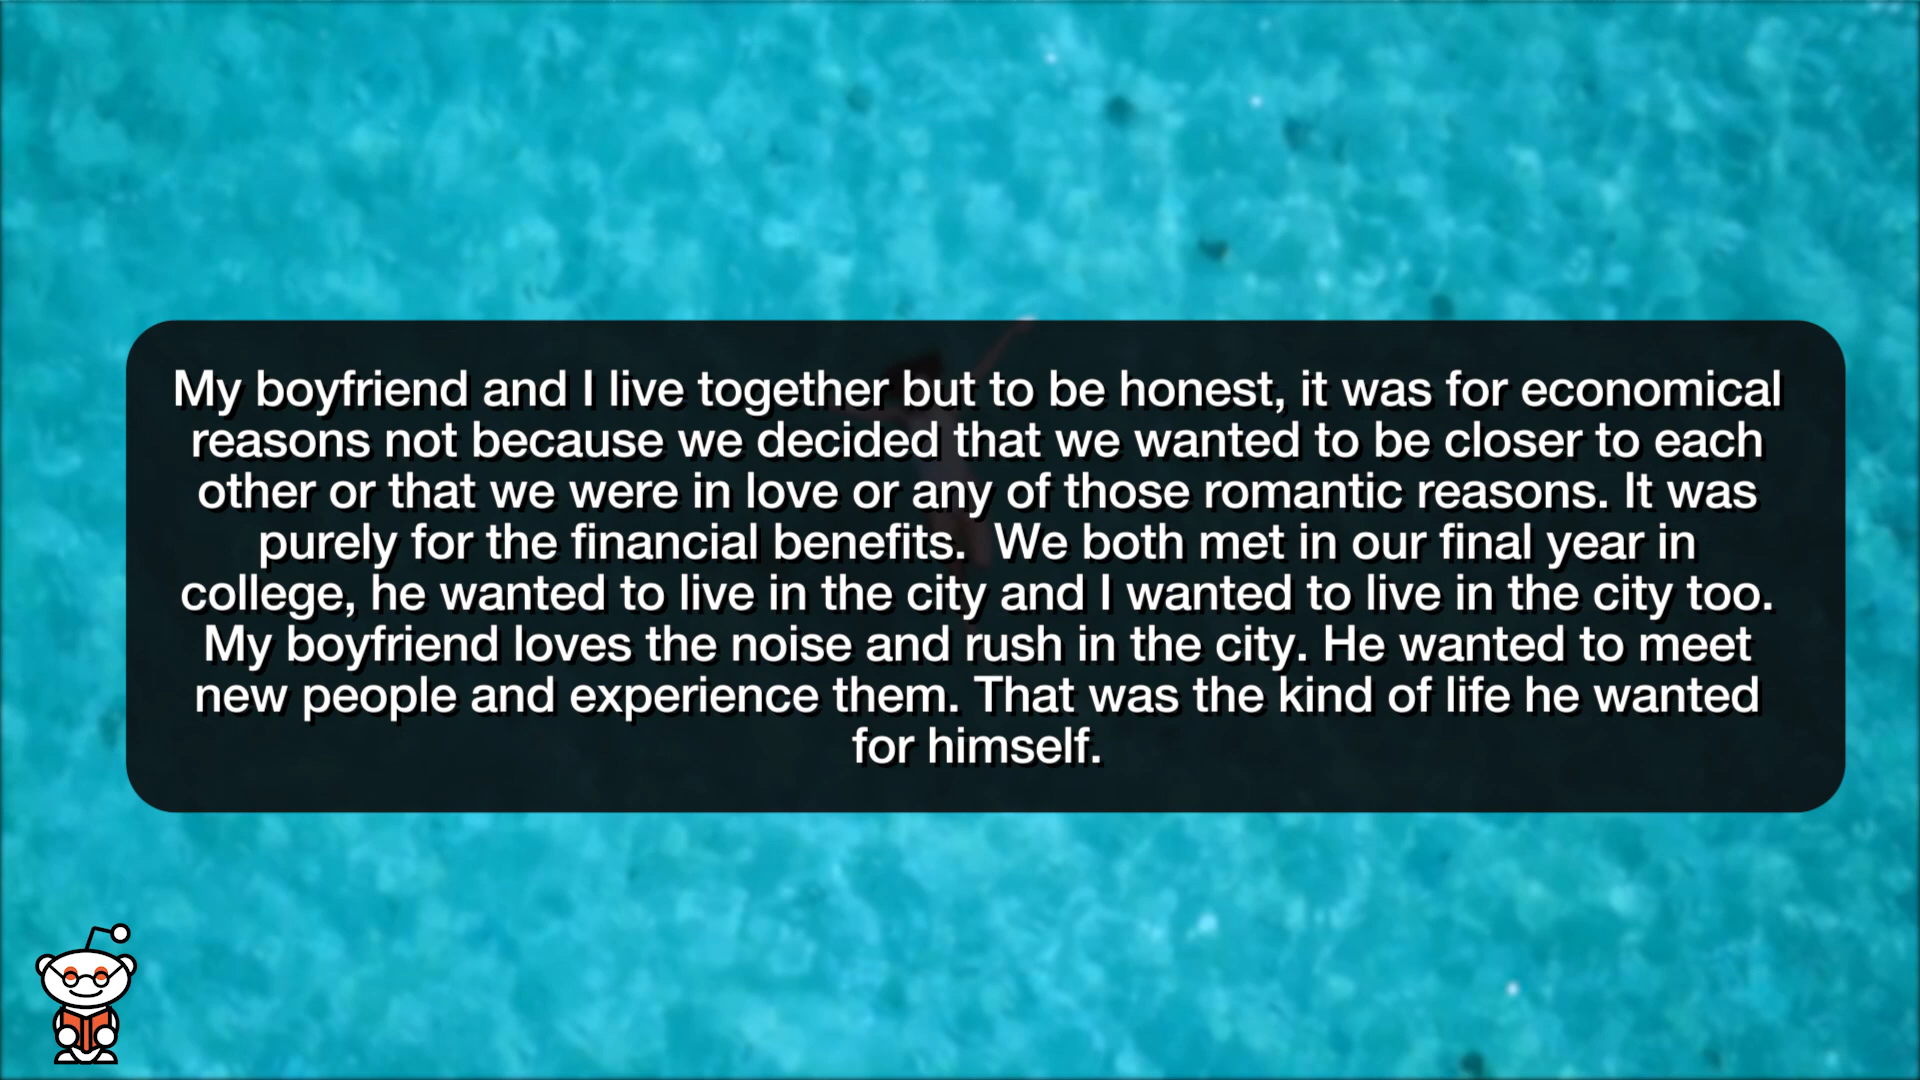 My boyfriend and I live together but to be honest, it was for economical
reasons not because we decided that we wanted to be closer to each
other or that we were in love or any of those romantic reasons. It was
purely for the financial benefits.  We both met in our final year in
college, he wanted to live in the city and I wanted to live in the city too.
My boyfriend loves the noise and rush in the city. He wanted to meet
new people and experience them. That was the kind of life he wanted
for himself.